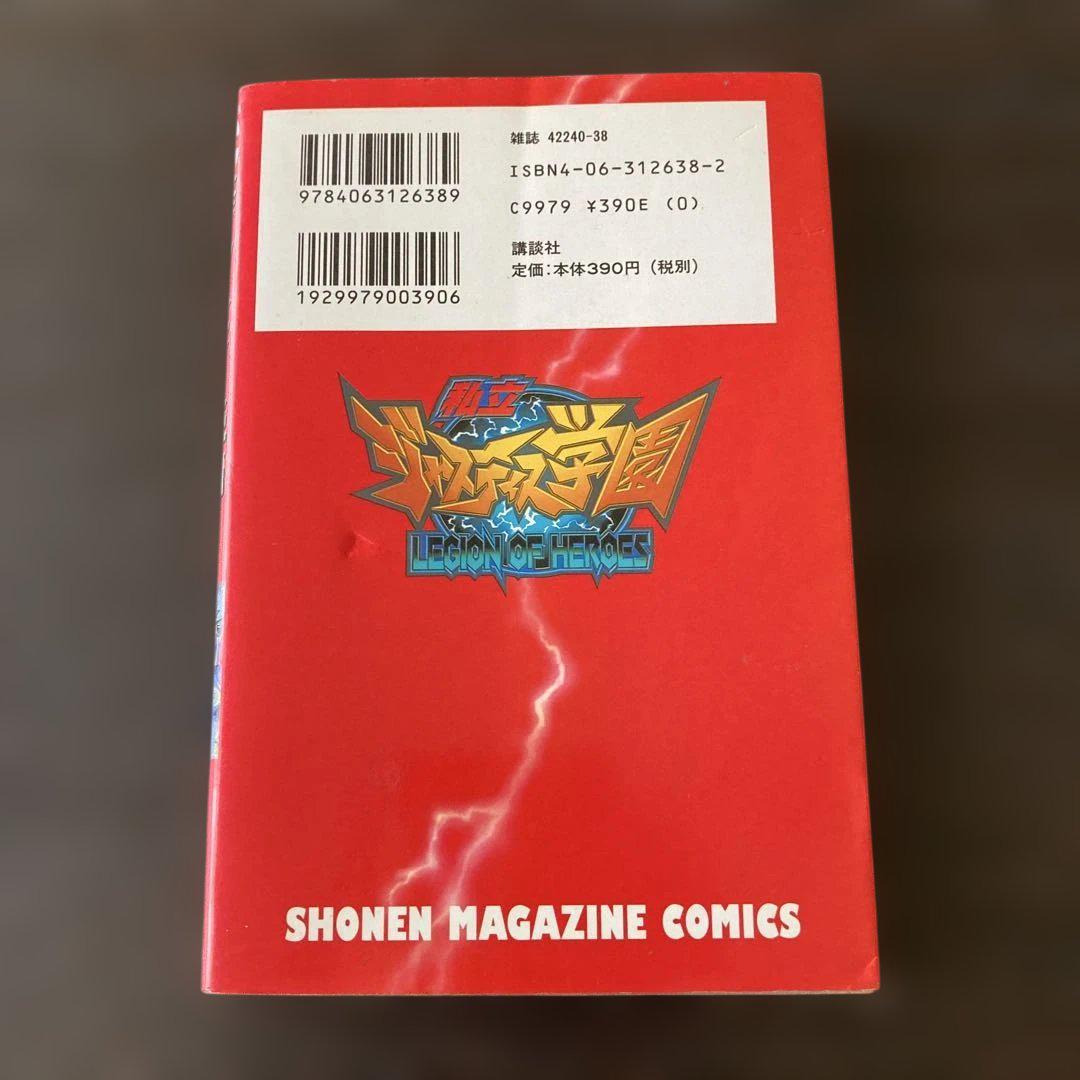 雑誌 42240-38
ISBN4-06-312638-2
9784063126389
C9979 ¥390E (0)
講談社
定価:本体390円(税別)
1929979003906
私立
ジャスティス学園
LEGION OF HEROES
SHONEN MAGAZINE COMICS